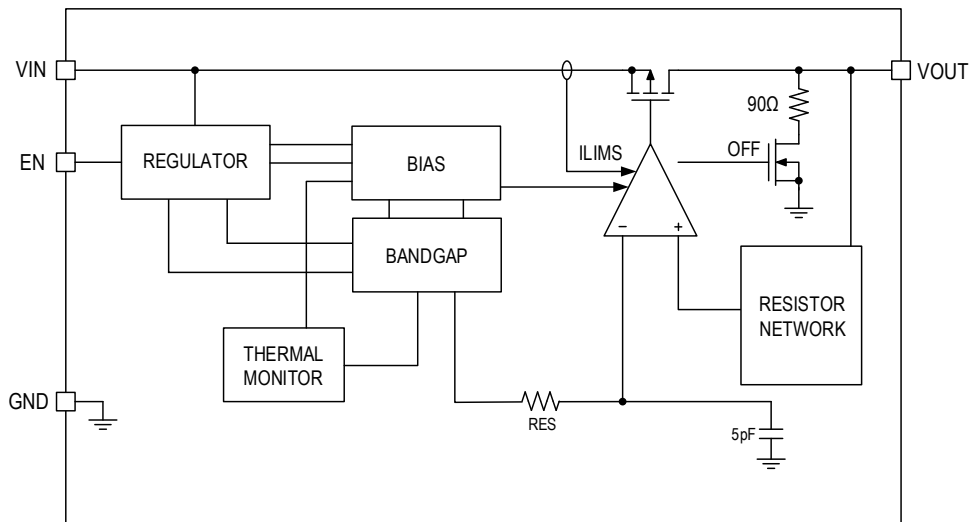 VIN
VOUT
90Ω
EN
REGULATOR
BIAS
ILIMS
OFF
-
+
BANDGAP
RESISTOR
NETWORK
THERMAL
MONITOR
GND
RES
5pF